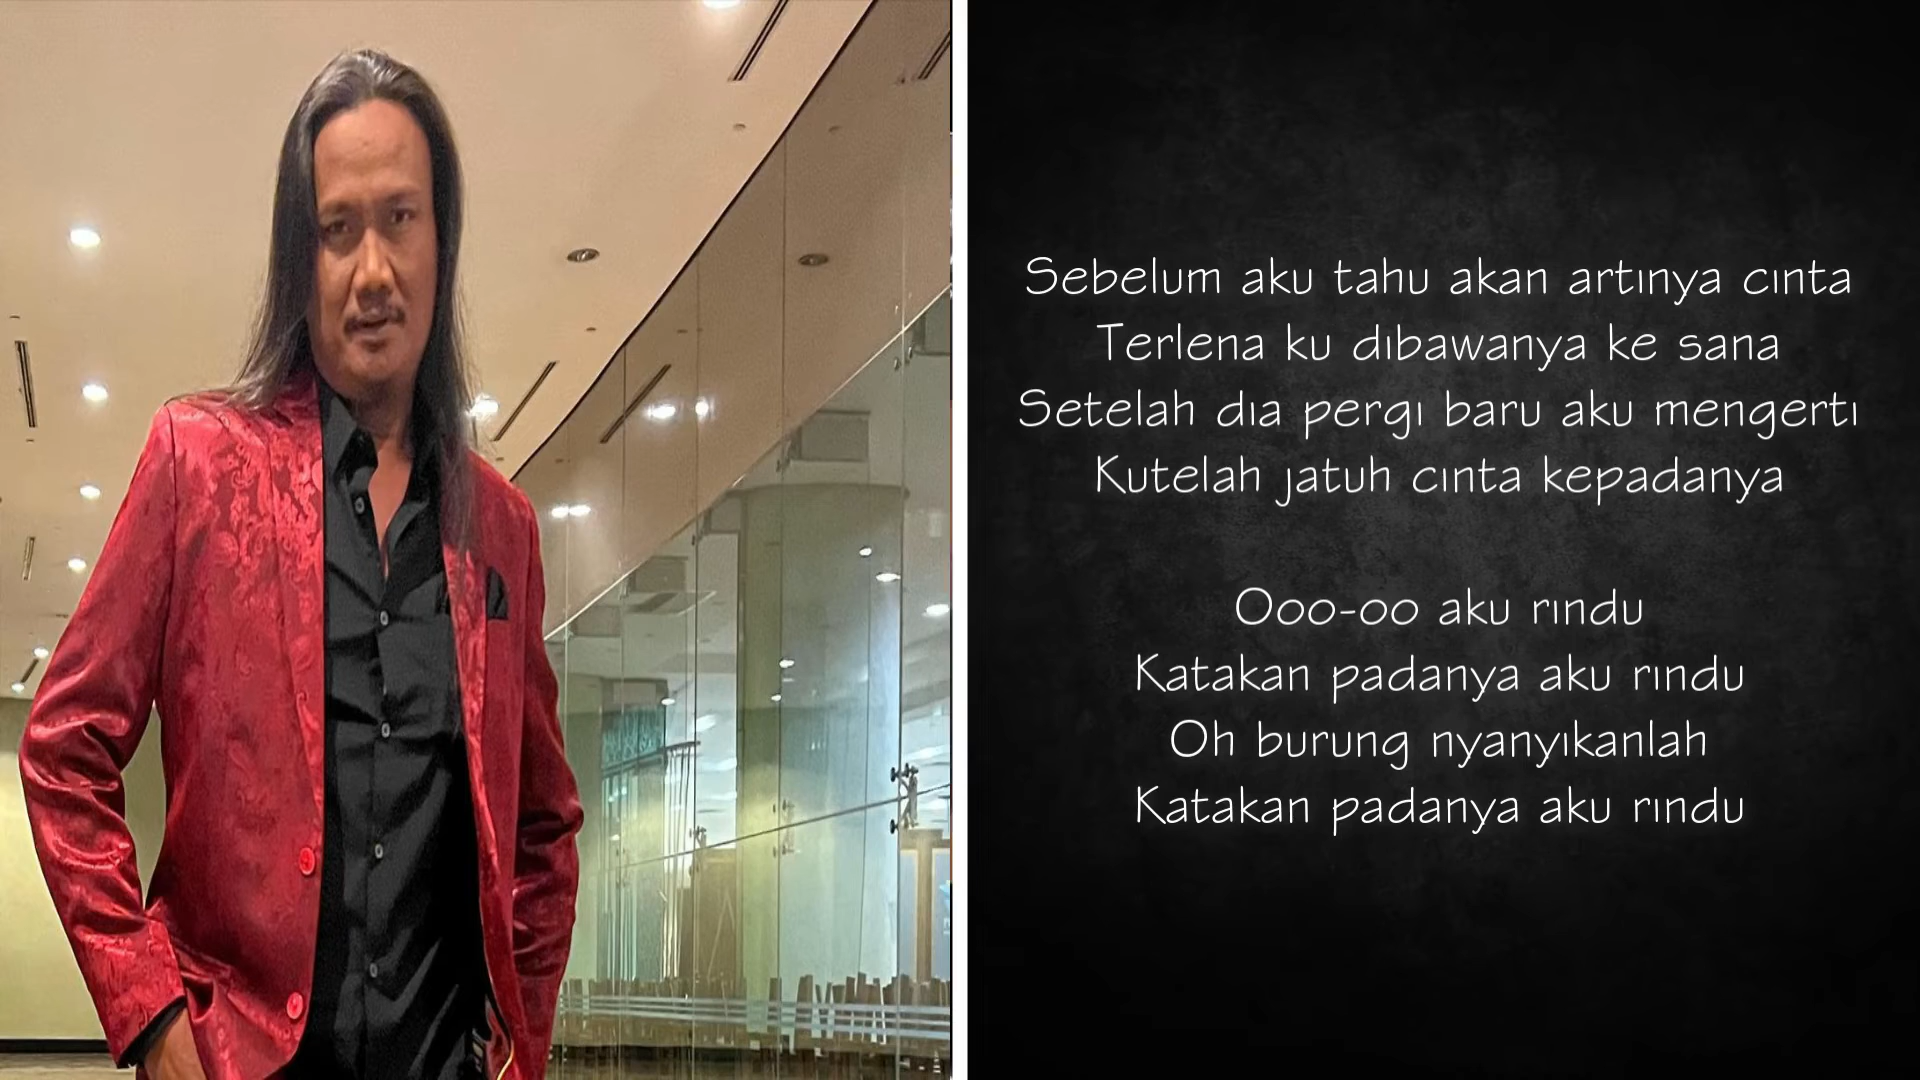 Sebelum aku tahu akan artinya cinta
Terlena ku dibawanya ke sana
Setelah dia pergi baru aku mengerti
Kutelah jatuh cinta kepadanya
Ooo-oo aku rindu
Katakan padanya aku rindu
Oh burung nyanyikanlah
Katakan padanya aku rindu